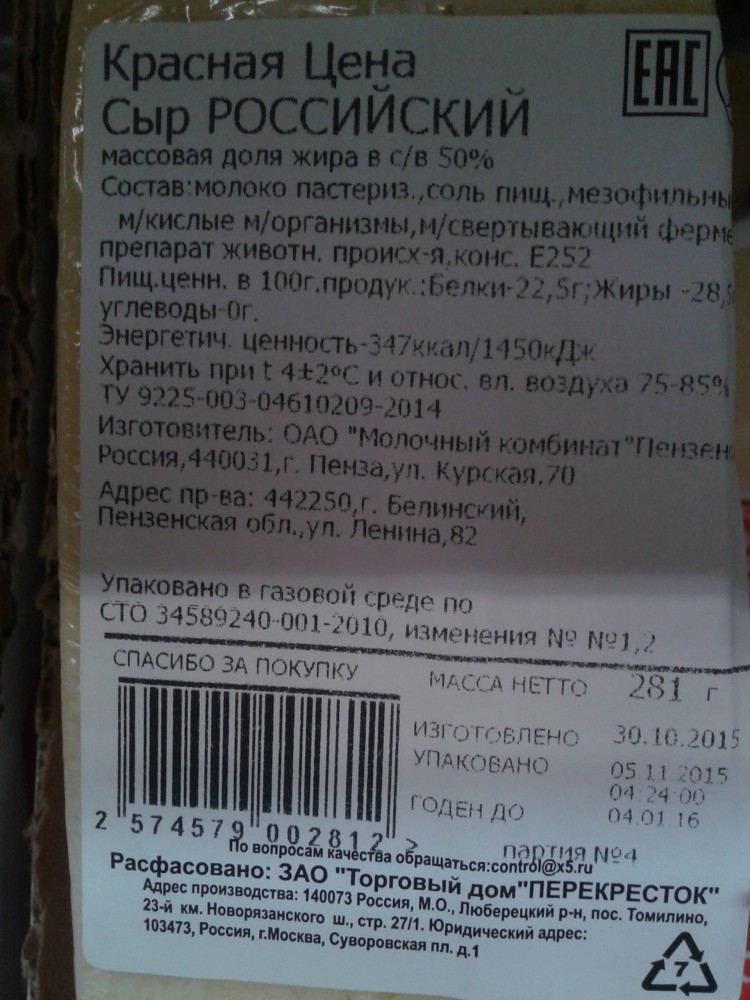 Красная Цена
EAC
Сыр РОССИЙСКИЙ
массовая доля жира в с/в 50%
Состав:молоко пастериз.,соль пищ.,мезофильны
м/кислые м/организмы,м/свертывающий ферме
препарат животн. происх-я,конс. Е252
Пищ.ценн. в 100г.продук.:Белки-22,5г;Жиры -28,5
углеводы-0г.
Энергетич. ценность-347ккал/1450кДж
Хранить при t 4±2°C и относ. вл. воздуха 75-85%
ТУ 9225-003-04610209-2014
Изготовитель: ОАО "Молочный комбинат"Пензен
Россия,440031,г. Пенза,ул. Курская,70
Адрес пр-ва: 442250,г. Белинский,
Пензенская обл.,ул. Ленина,82
Упаковано в газовой среде по
СТО 34589240-001-2010, изменения № №1,2
СПАСИБО ЗА ПОКУПКУ
МАССА НЕТТО 281 г
ИЗГОТОВЛЕНО 30.10.2015
УПАКОВАНО 05.11 2015
04:24:00
ГОДЕН ДО 04.01 16
2 574579 002812 >
партия №4
По вопросам качества обращаться:control@x5.ru
Расфасовано: ЗАО "Торговый дом"ПЕРЕКРЕСТОК"
Адрес производства: 140073 Россия, М.О., Люберецкий р-н, пос. Томилино,
23-й км. Новорязанского ш., стр. 27/1. Юридический адрес:
103473, Россия, г.Москва, Суворовская пл. д.1
7